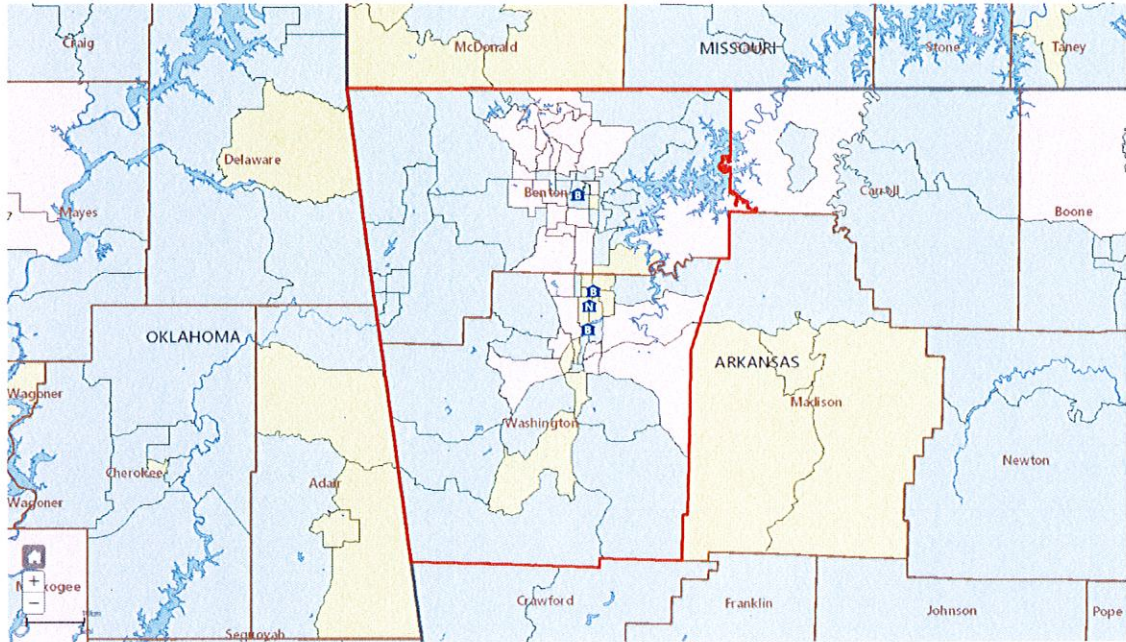 Craig
McDonald
MISSOURI
Stone
Taney
Delaware
Benton
B
Mayes
Carroll
Boone
B
N
B
OKLAHOMA
ARKANSAS
Wagoner
Madison
Washington
Cherokee
Adair
Newton
Wagoner
+
−
Crawford
Franklin
Johnson
Pope
Sequoyah